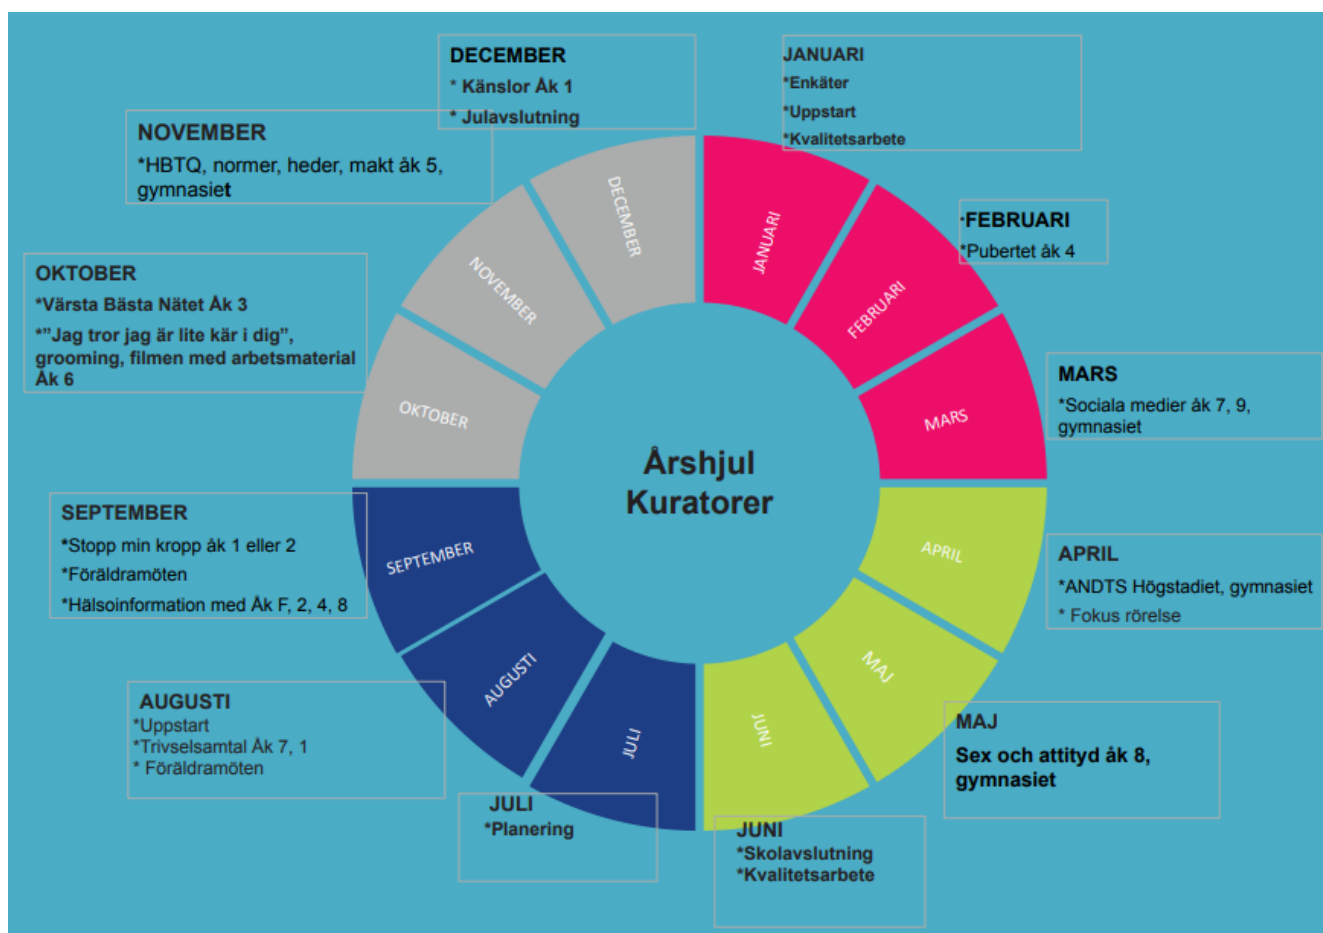 DECEMBER
* Känslor Åk 1
* Julavslutning
JANUARI
*Enkäter
*Uppstart
*Kvalitetsarbete
NOVEMBER
*HBTQ, normer, heder, makt åk 5,
gymnasiet
*FEBRUARI
*Pubertet åk 4
OKTOBER
*Värsta Bästa Nätet Åk 3
*”Jag tror jag är lite kär i dig”,
grooming, filmen med arbetsmaterial
Åk 6
MARS
*Sociala medier åk 7, 9,
gymnasiet
SEPTEMBER
*Stopp min kropp åk 1 eller 2
*Föräldramöten
*Hälsoinformation med Åk F, 2, 4, 8
APRIL
*ANDTS Högstadiet, gymnasiet
* Fokus rörelse
AUGUSTI
*Uppstart
*Trivselsamtal Åk 7, 1
* Föräldramöten
MAJ
Sex och attityd åk 8,
gymnasiet
JULI
*Planering
JUNI
*Skolavslutning
*Kvalitetsarbete
Årshjul
Kuratorer
JANUARI
FEBRUARI
MARS
APRIL
MAJ
JUNI
JULI
AUGUSTI
SEPTEMBER
OKTOBER
NOVEMBER
DECEMBER